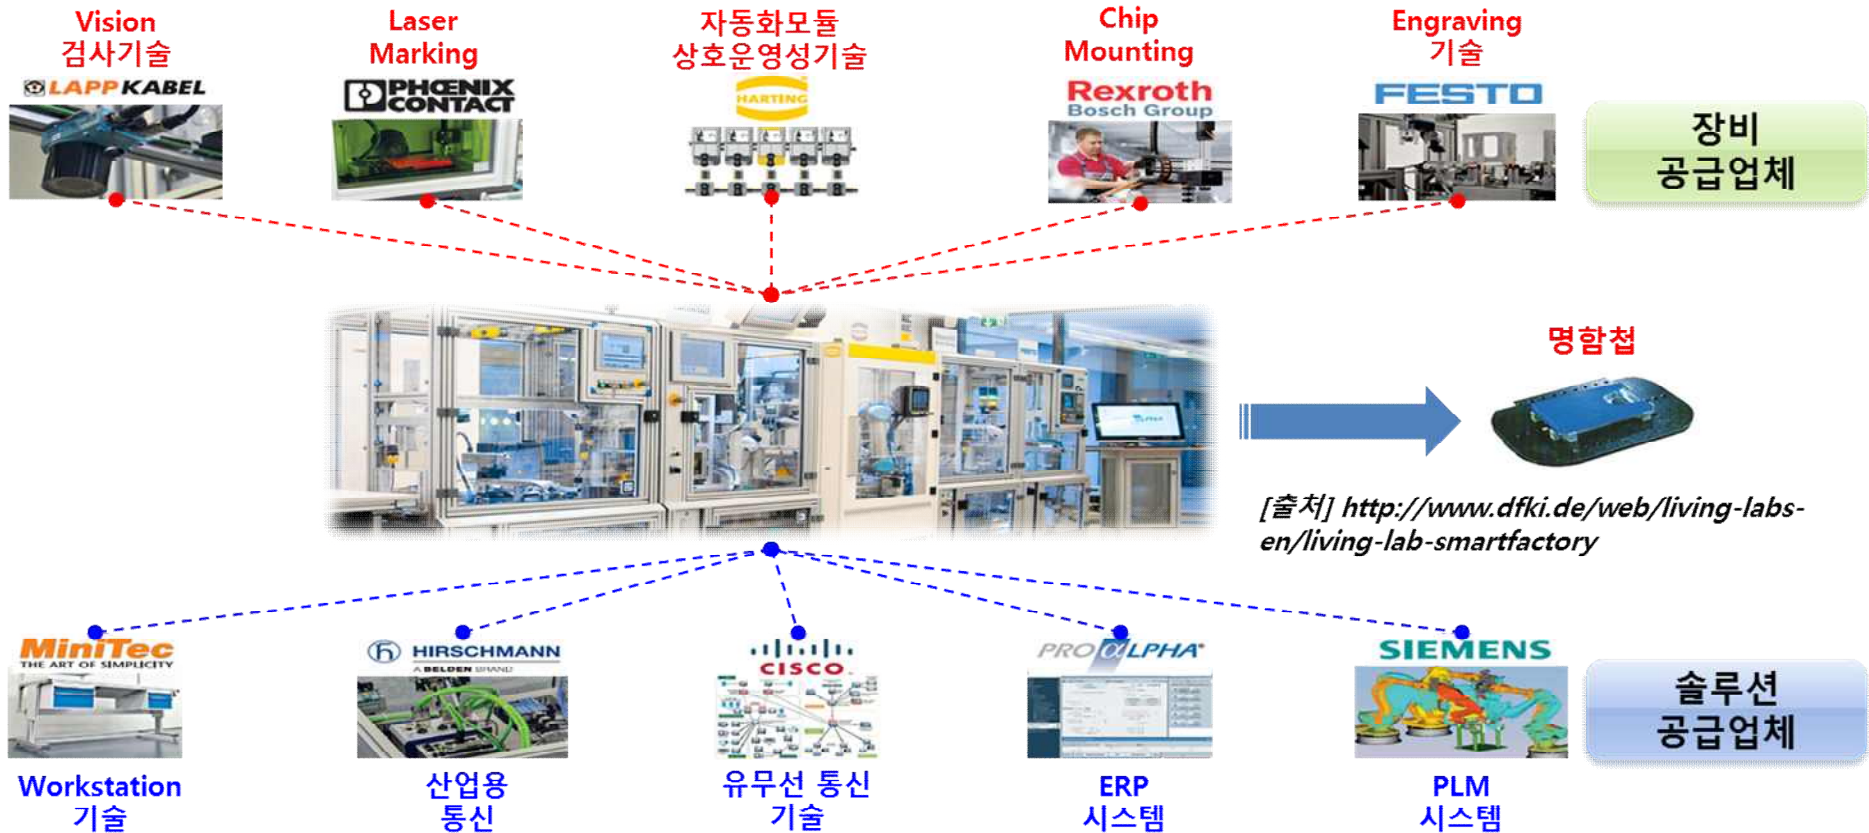 Vision
검사기술
LAPP KABEL
Laser
Marking
PHŒNIX
CONTACT
자동화모듈
상호운영성기술
HARTING
Chip
Mounting
Rexroth
Bosch Group
Engraving
기술
FESTO
장비
공급업체
명함첩
[출처] http://www.dfki.de/web/living-labs-
en/living-lab-smartfactory
MiniTec
THE ART OF SIMPLICITY
Workstation
기술
HIRSCHMANN
A BELDEN BRAND
산업용
통신
CISCO
유무선 통신
기술
PROαLPHA®
ERP
시스템
SIEMENS
PLM
시스템
솔루션
공급업체